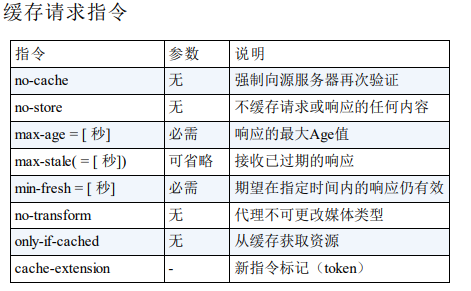 缓存请求指令
指令 参数 说明
no-cache 无 强制向源服务器再次验证
no-store 无 不缓存请求或响应的任何内容
max-age = [ 秒] 必需 响应的最大Age值
max-stale( = [ 秒]) 可省略 接收已过期的响应
min-fresh = [ 秒] 必需 期望在指定时间内的响应仍有效
no-transform 无 代理不可更改媒体类型
only-if-cached 无 从缓存获取资源
cache-extension - 新指令标记（token）